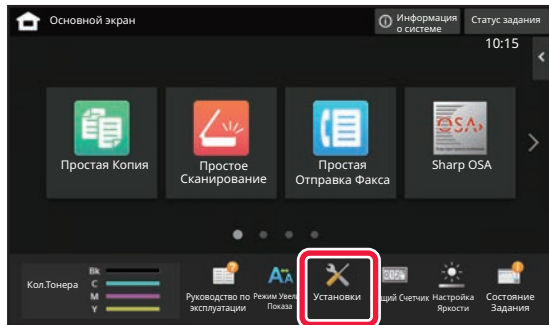 Основной экран
Информация
о системе
Статус задания
10:15
OSA
Простая Копия
Простое
Сканирование
Простая
Отправка Факса
Sharp OSA
Кол.Тонера
Bk
C
M
Y
Руководство по
эксплуатации
Режим Увел
Показа
Установки
щий Счетчик
Настройка
Яркости
Состояние
Задания